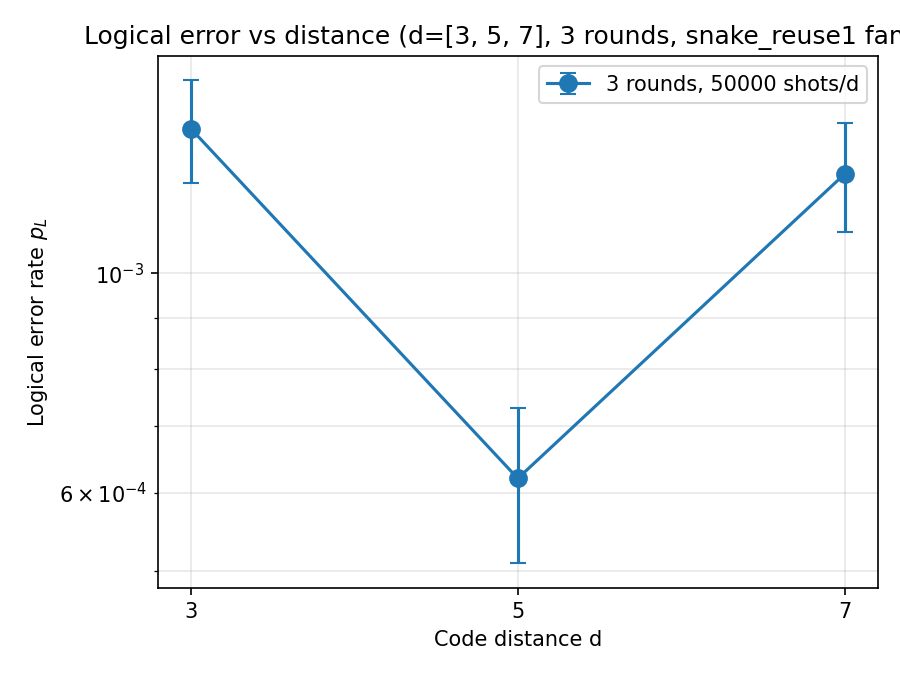 Logical error vs distance (d=[3, 5, 7], 3 rounds, snake_reuse1
3 rounds, 50000 shots/d
Logical error rate $p_L$
$10^{-3}$
$6 \times 10^{-4}$
3 5 7
Code distance d